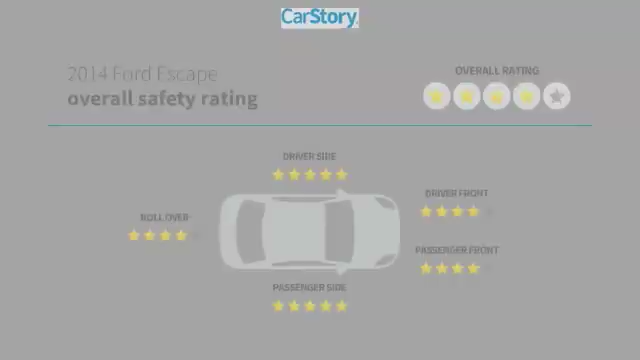 CarStory
2014 Ford Escape
overall safety rating
OVERALL RATING
DRIVER SIDE
DRIVER FRONT
ROLL OVER
PASSENGER FRONT
PASSENGER SIDE